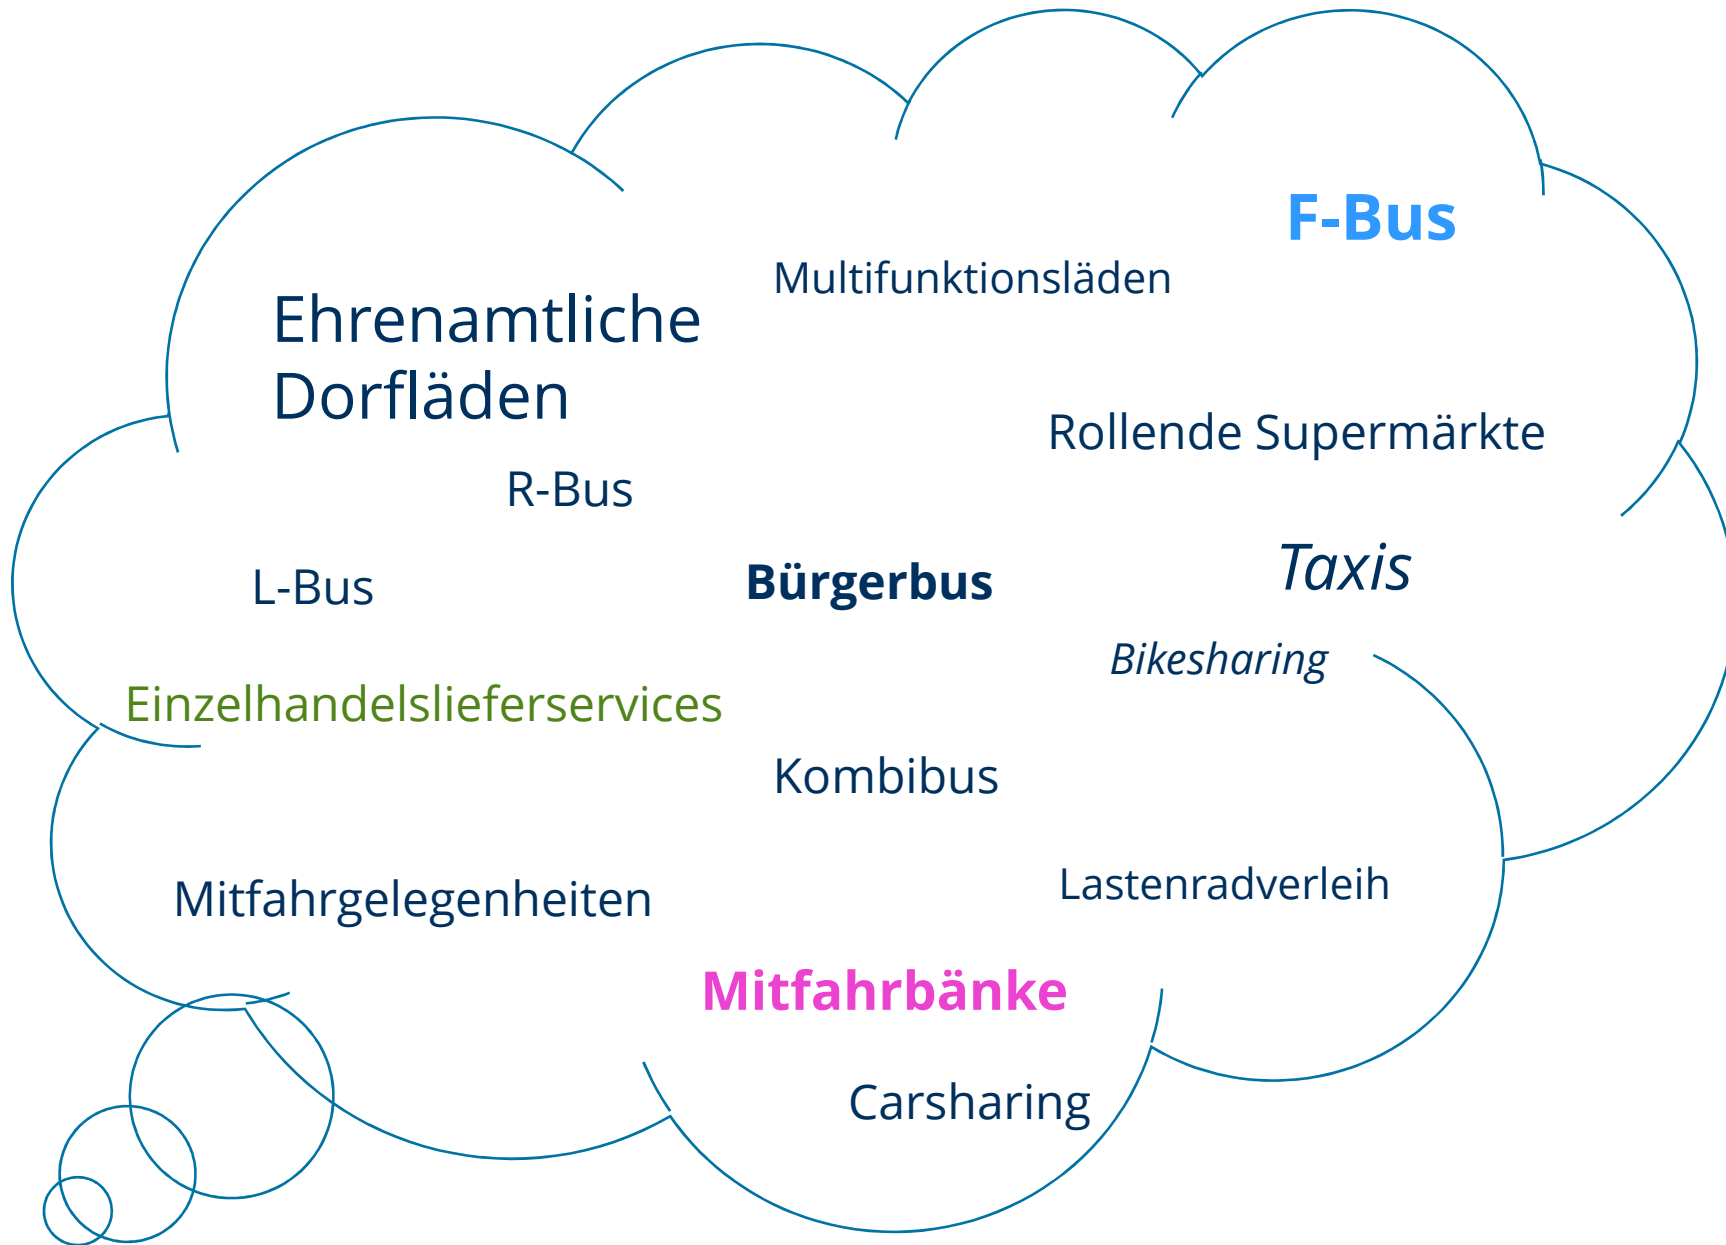 F-Bus
Multifunktionsläden
Ehrenamtliche
Dorfläden
Rollende Supermärkte
R-Bus
Taxis
L-Bus
Bürgerbus
Bikesharing
Einzelhandelslieferservices
Kombibus
Mitfahrgelegenheiten
Lastenradverleih
Mitfahrbänke
Carsharing